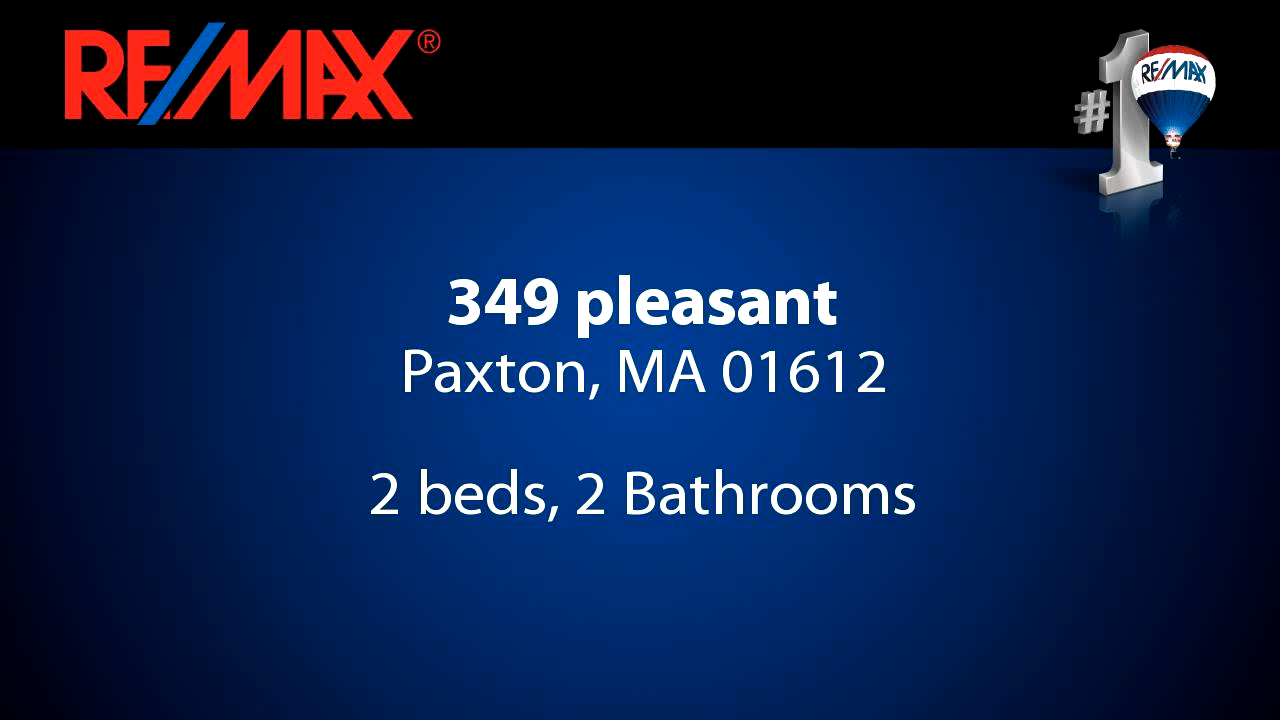 RE/MAX®
#1
RE/MAX
349 pleasant
Paxton, MA 01612
2 beds, 2 Bathrooms